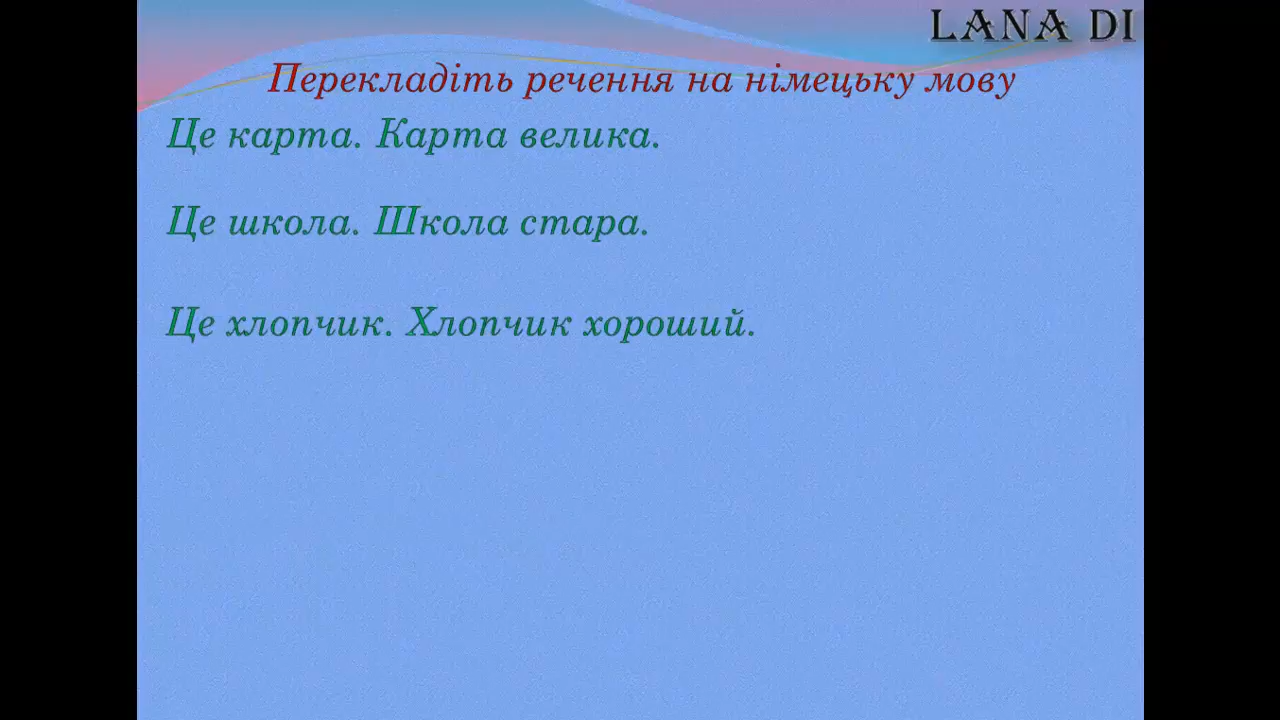 LANA DI
Перекладіть речення на німецьку мову
Це карта. Карта велика.
Це школа. Школа стара.
Це хлопчик. Хлопчик хороший.